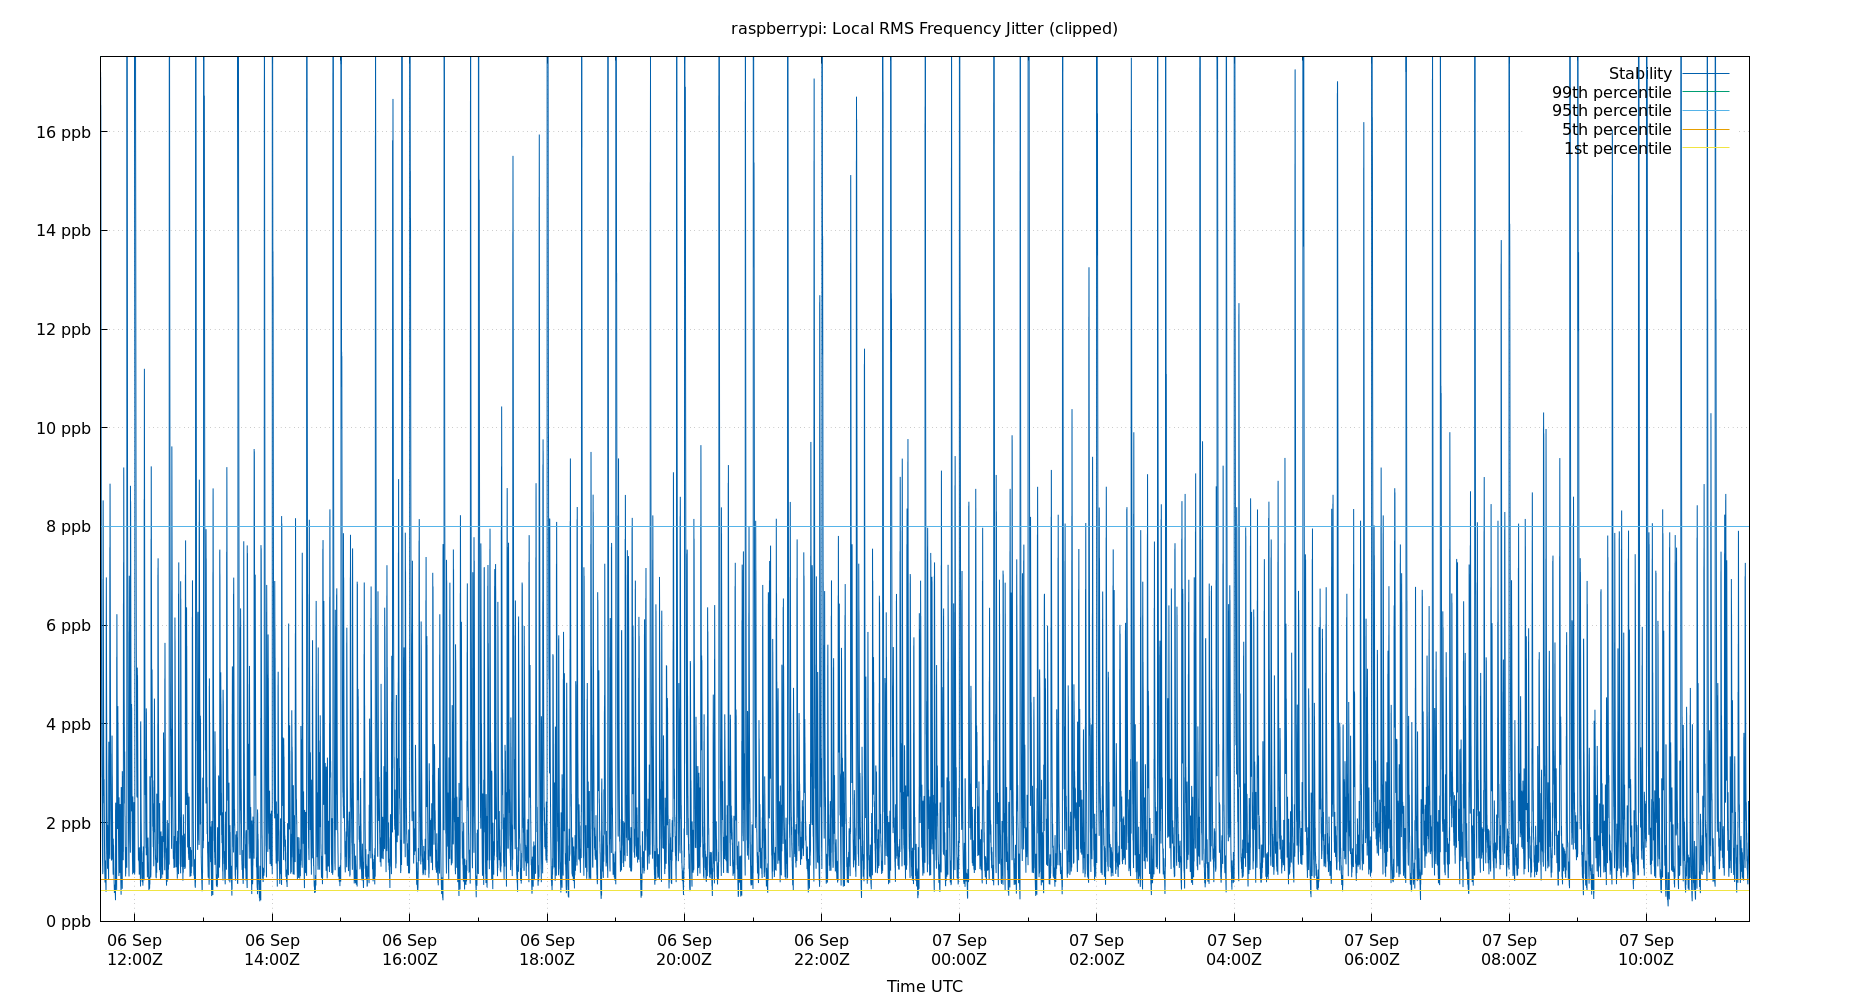 raspberrypi: Local RMS Frequency Jitter (clipped)
Stability
99th percentile
95th percentile
5th percentile
1st percentile
16 ppb
14 ppb
12 ppb
10 ppb
8 ppb
6 ppb
4 ppb
2 ppb
0 ppb
06 Sep 06 Sep 06 Sep 06 Sep 06 Sep 06 Sep 07 Sep 07 Sep 07 Sep 07 Sep 07 Sep 07 Sep
12:00Z 14:00Z 16:00Z 18:00Z 20:00Z 22:00Z 00:00Z 02:00Z 04:00Z 06:00Z 08:00Z 10:00Z
Time UTC